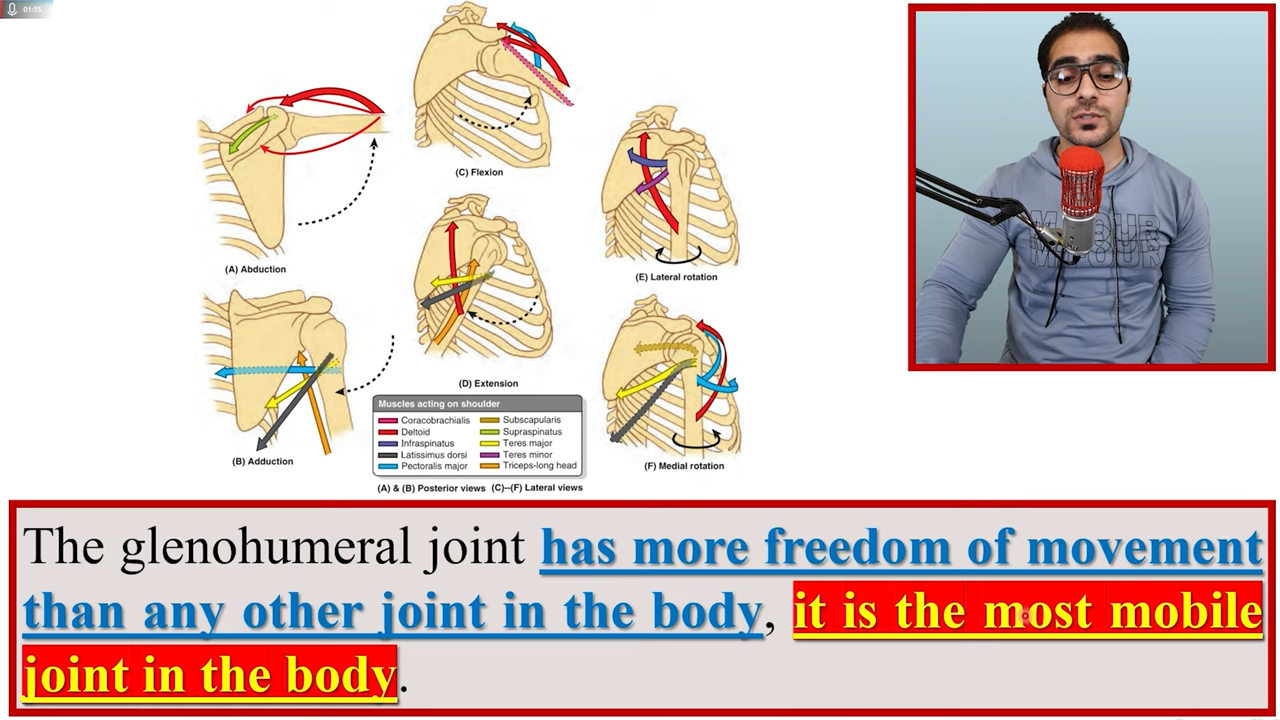 01:35
(C) Flexion
(A) Abduction
(E) Lateral rotation
(D) Extension
(B) Adduction
(F) Medial rotation
Muscles acting on shoulder
Coracobrachialis
Deltoid
Infraspinatus
Latissimus dorsi
Pectoralis major
Subscapularis
Supraspinatus
Teres major
Teres minor
Triceps-long head
(A) & (B) Posterior views (C)–(F) Lateral views
The glenohumeral joint has more freedom of movement
than any other joint in the body, it is the most mobile
joint in the body.